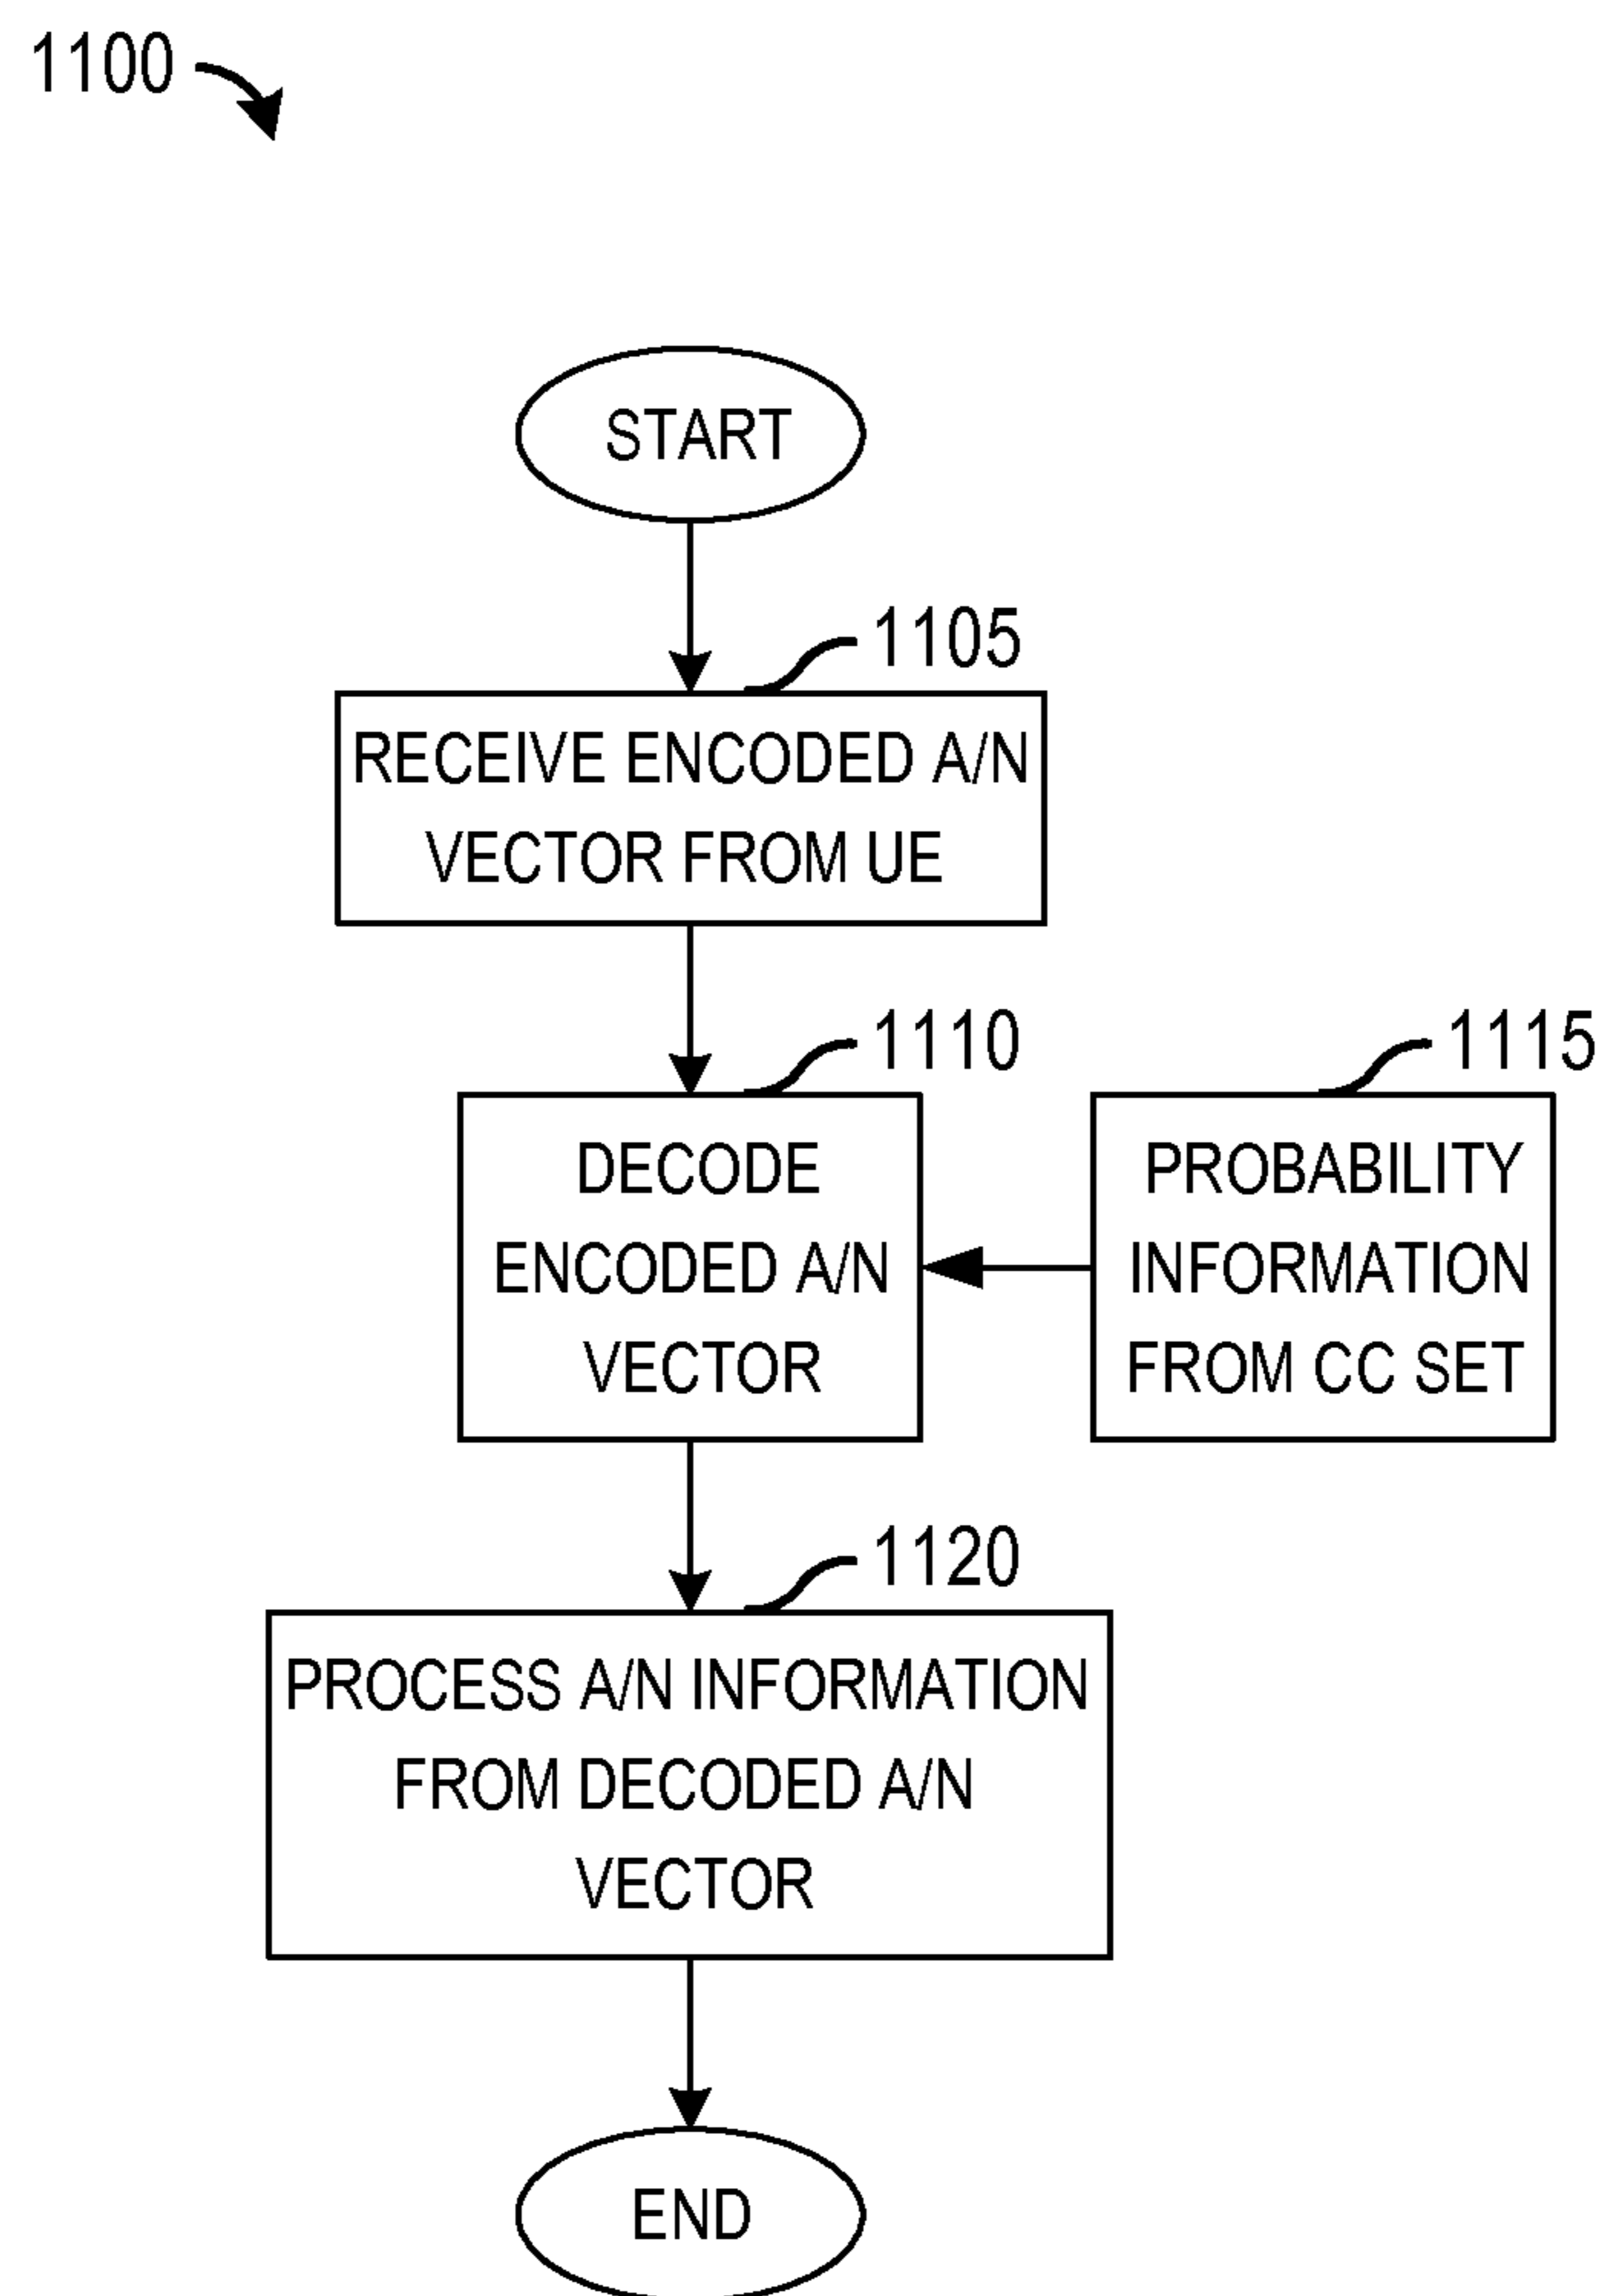 1100
START
1105
RECEIVE ENCODED A/N
VECTOR FROM UE
1110
DECODE
ENCODED A/N
VECTOR
1115
PROBABILITY
INFORMATION
FROM CC SET
1120
PROCESS A/N INFORMATION
FROM DECODED A/N
VECTOR
END